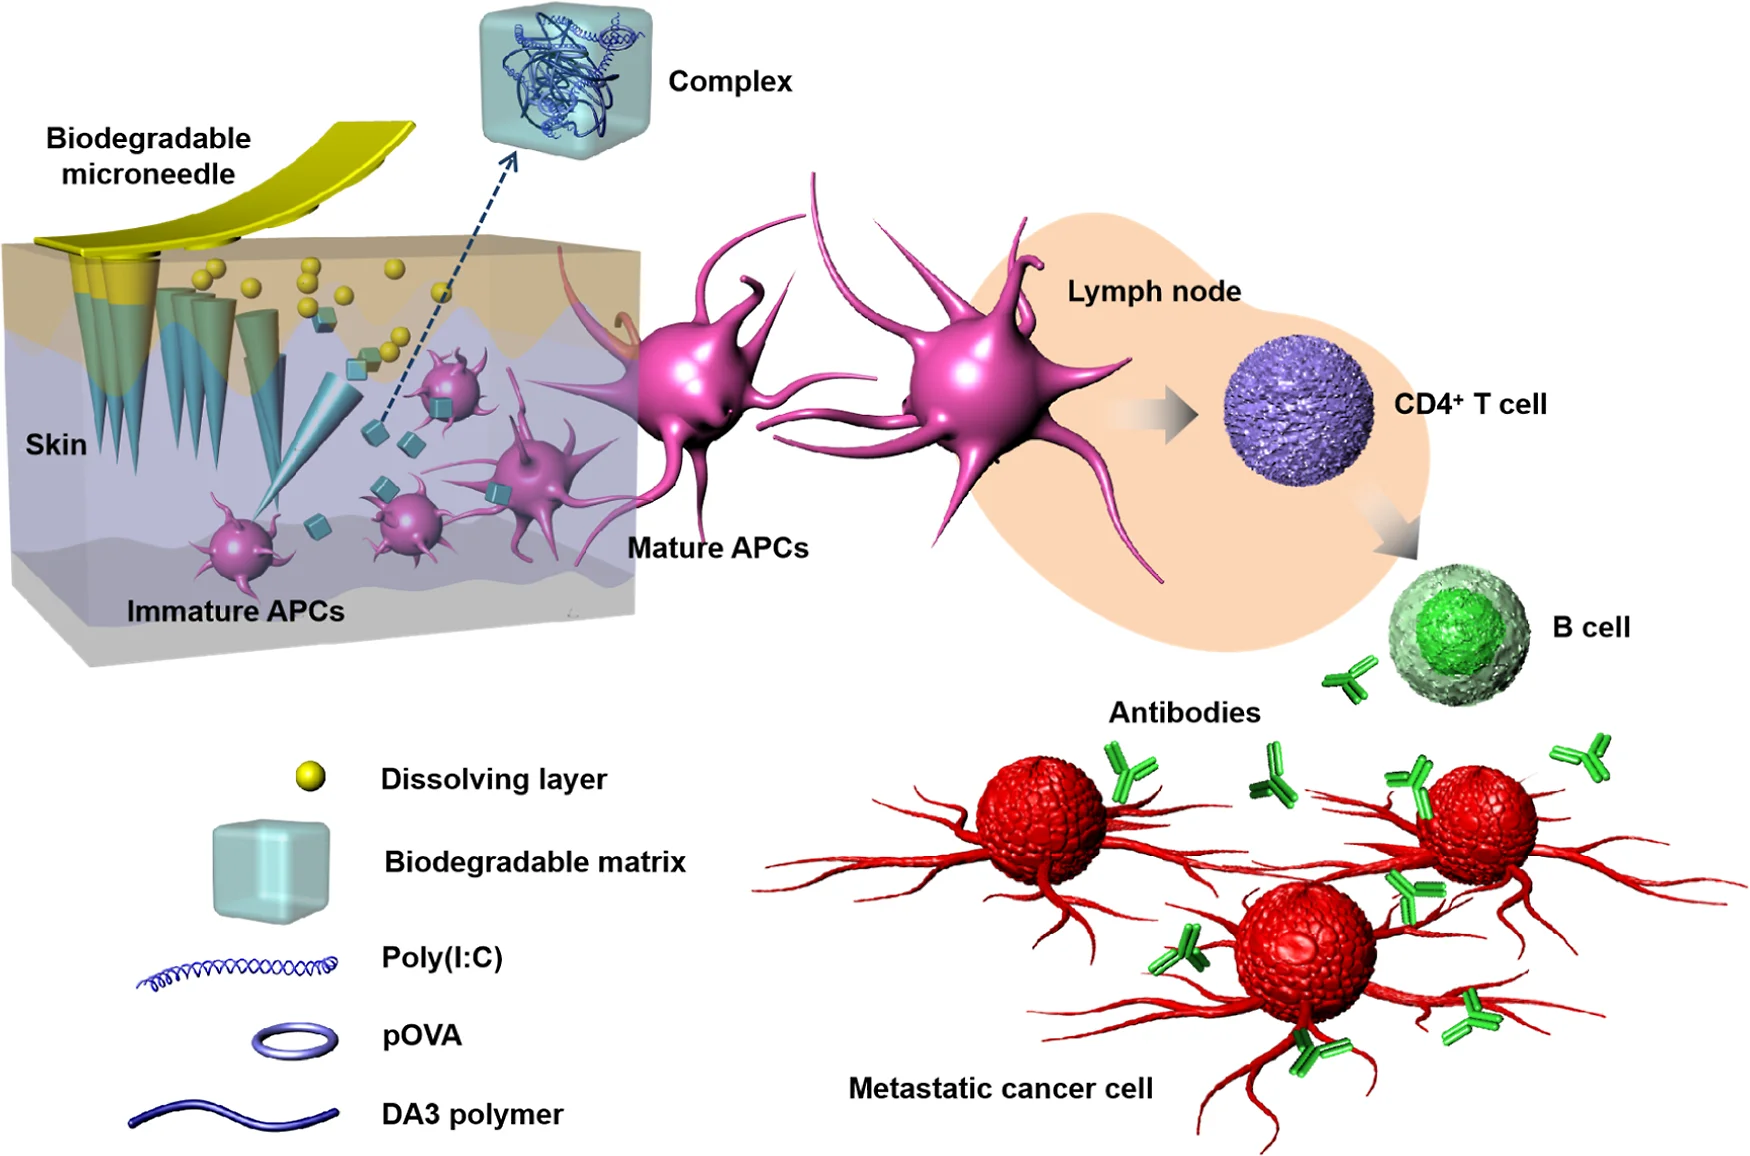 Complex
Biodegradable
microneedle
Lymph node
CD4⁺ T cell
Skin
Mature APCs
Immature APCs
B cell
Antibodies
Dissolving layer
Biodegradable matrix
Poly(I:C)
pOVA
Metastatic cancer cell
DA3 polymer